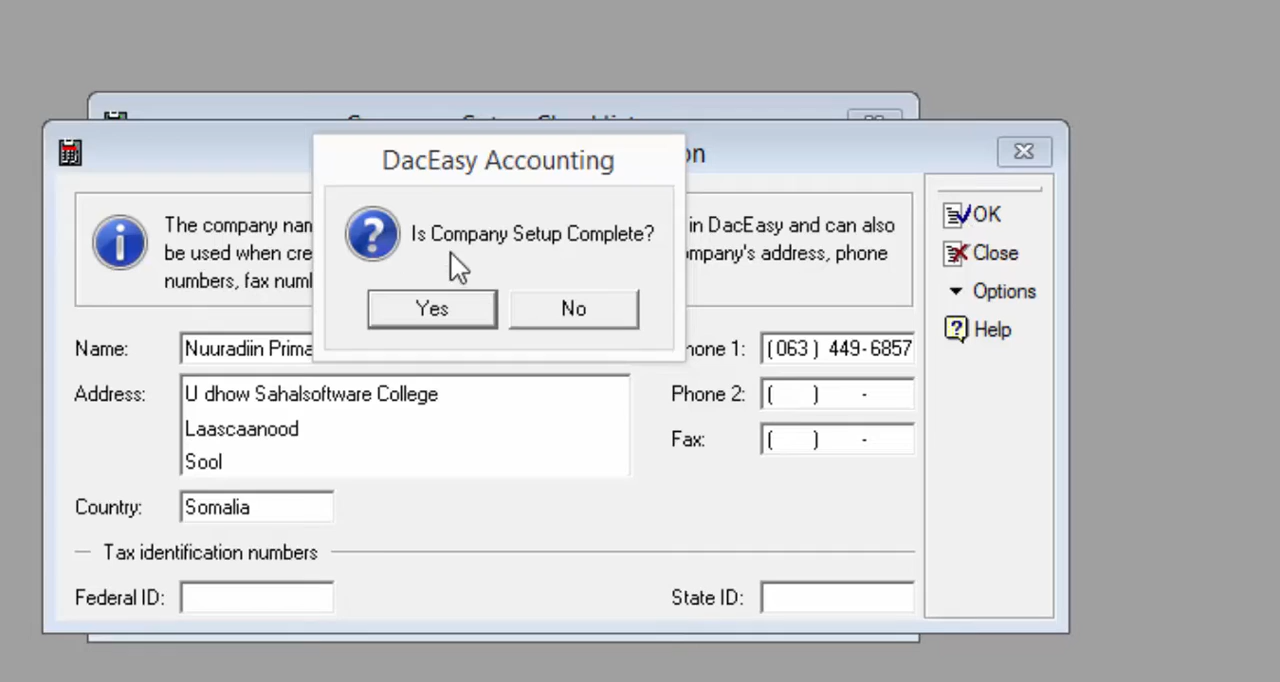 DacEasy Accounting
Is Company Setup Complete?
Yes
No
on
The company nam
in DacEasy and can also
be used when cre
mpany's address, phone
numbers, fax numl
OK
Close
Options
Help
Name: Nuuradiin Prima
Phone 1: (063) 449-6857
Address: U dhow Sahalsoftware College
Phone 2: ( ) -
Laascaanood
Fax: ( ) -
Sool
Country: Somalia
Tax identification numbers
Federal ID:
State ID: